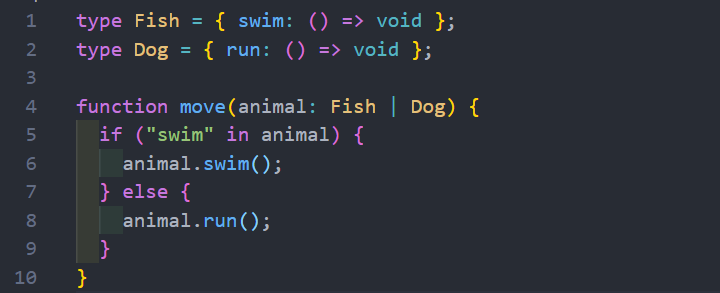 1 type Fish = { swim: () => void };
2 type Dog = { run: () => void };
3
4 function move(animal: Fish | Dog) {
5   if ("swim" in animal) {
6     animal.swim();
7   } else {
8     animal.run();
9   }
10 }